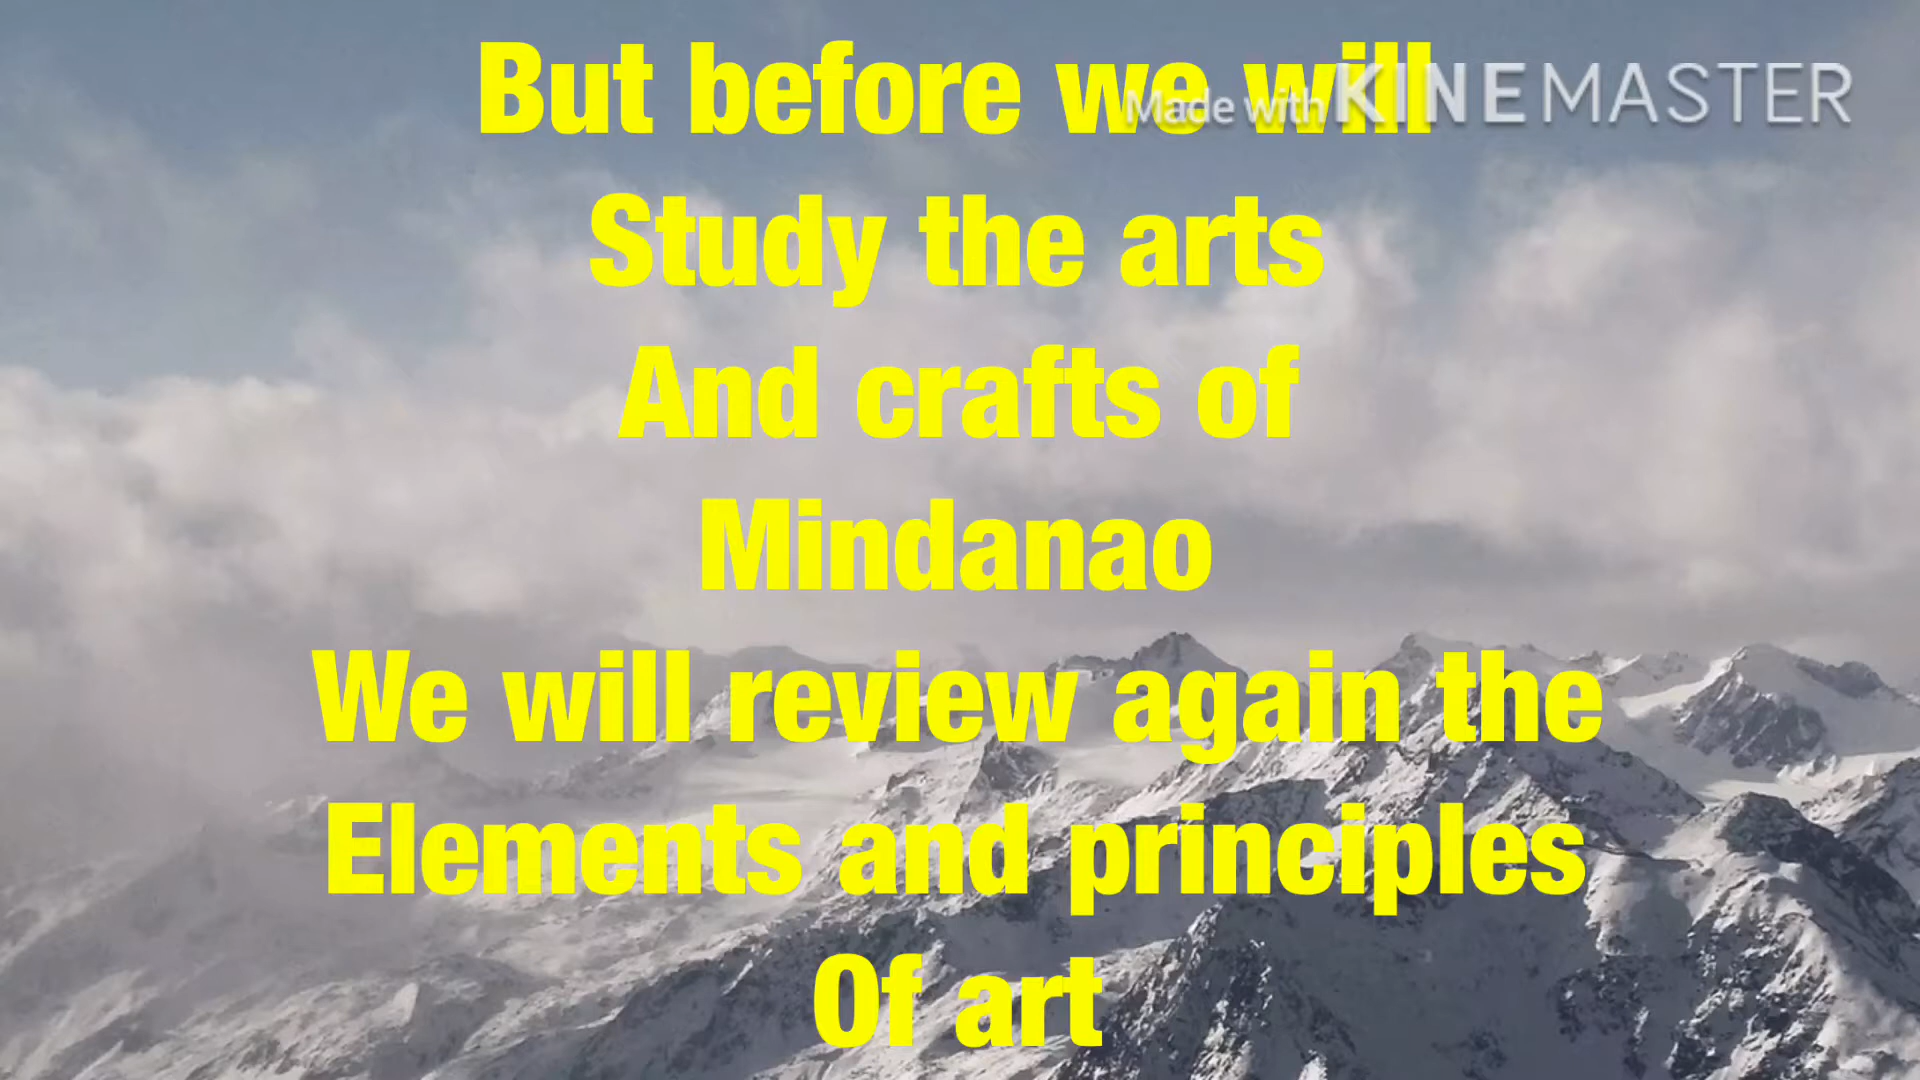 But before we will
Made with KINEMASTER
Study the arts
And crafts of
Mindanao
We will review again the
Elements and principles
Of art